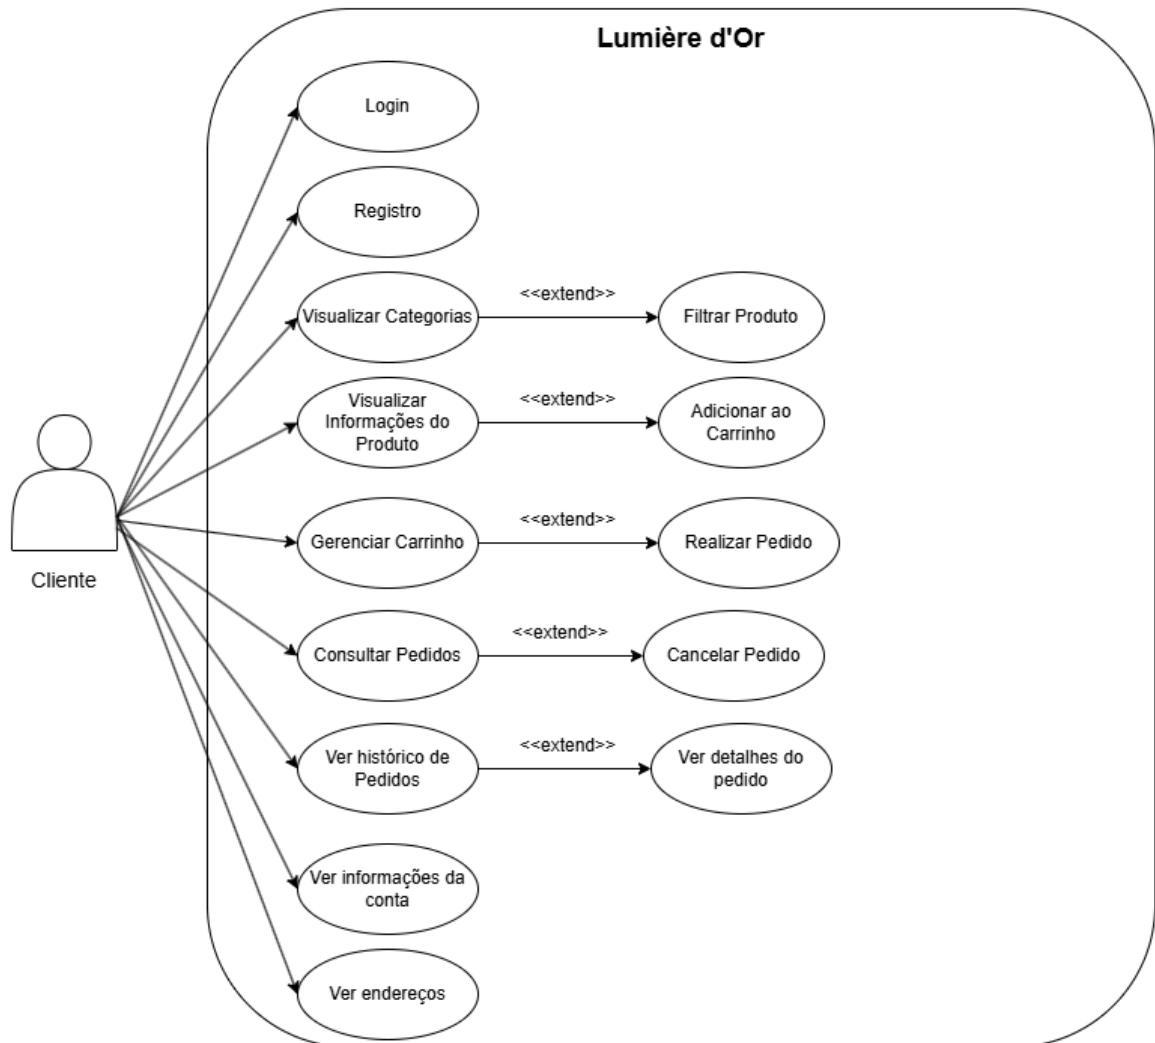 Lumière d'Or
Login
Registro
Visualizar Categorias
<<extend>>
Filtrar Produto
Visualizar
Informações do
Produto
<<extend>>
Adicionar ao
Carrinho
Gerenciar Carrinho
<<extend>>
Realizar Pedido
Cliente
Consultar Pedidos
<<extend>>
Cancelar Pedido
Ver histórico de
Pedidos
<<extend>>
Ver detalhes do
pedido
Ver informações da
conta
Ver endereços